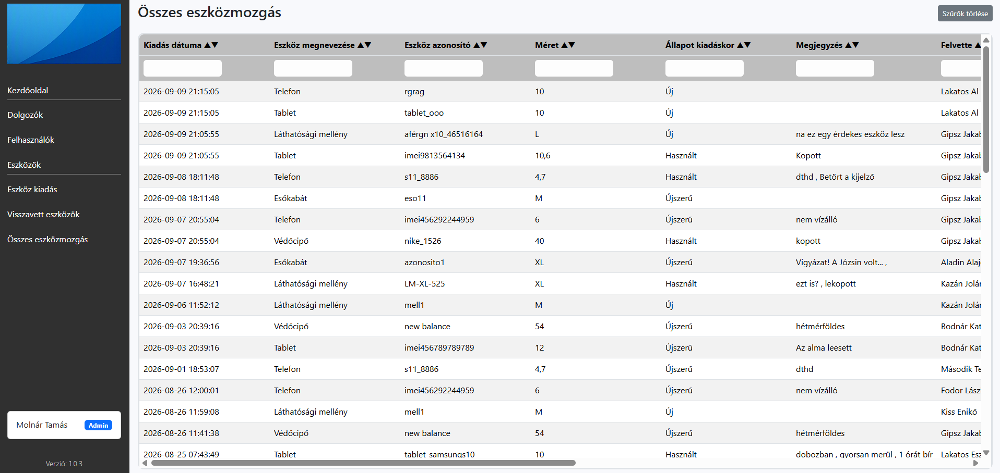 Kezdőoldal
Dolgozók
Felhasználók
Eszközök
Eszköz kiadás
Visszavett eszközök
Összes eszközmozgás
Molnár Tamás Admin
Verzió: 1.0.3
Összes eszközmozgás
Szűrők törlése
Kiadás dátuma ▲▼ Eszköz megnevezése ▲▼ Eszköz azonosító ▲▼ Méret ▲▼ Állapot kiadáskor ▲▼ Megjegyzés ▲▼ Felvette ▲
2026-09-09 21:15:05 Telefon rgrag 10 Új Lakatos Al
2026-09-09 21:15:05 Tablet tablet_ooo 10 Új Lakatos Al
2026-09-09 21:05:55 Láthatósági mellény aférgn x10_46516164 L Új na ez egy érdekes eszköz lesz Gipsz Jakab
2026-09-09 21:05:55 Tablet imei9813564134 10,6 Használt Kopott Gipsz Jakab
2026-09-08 18:11:48 Telefon s11_8886 4,7 Használt dthd , Betört a kijelző Gipsz Jakab
2026-09-08 18:11:48 Esőkabát eso11 M Újszerű Gipsz Jakab
2026-09-07 20:55:04 Telefon imei456292244959 6 Újszerű nem vízálló Gipsz Jakab
2026-09-07 20:55:04 Védőcipő nike_1526 40 Használt kopott Gipsz Jakab
2026-09-07 19:36:56 Esőkabát azonosito1 XL Újszerű Vigyázat! A Józsin volt... , Aladin Alajo
2026-09-07 16:48:21 Láthatósági mellény LM-XL-525 XL Használt ezt is? , lekopott Kazán Jolán
2026-09-06 11:52:12 Láthatósági mellény mell1 M Új Kazán Jolán
2026-09-03 20:39:16 Védőcipő new balance 54 Újszerű hétmérföldes Bodnár Kat
2026-09-03 20:39:16 Tablet imei456789789789 12 Újszerű Az alma leesett Bodnár Kat
2026-09-01 18:53:07 Telefon s11_8886 4,7 Újszerű dthd Második Te
2026-08-26 12:00:01 Telefon imei456292244959 6 Újszerű nem vízálló Fodor Lászl
2026-08-26 11:59:08 Láthatósági mellény mell1 M Új Kiss Enikő
2026-08-26 11:41:38 Védőcipő new balance 54 Újszerű hétmérföldes Gipsz Jakab
2026-08-25 07:43:49 Tablet tablet_samsungs10 10 Használt dobozban , gyorsan merül , 1 órát bír Lakatos Esz